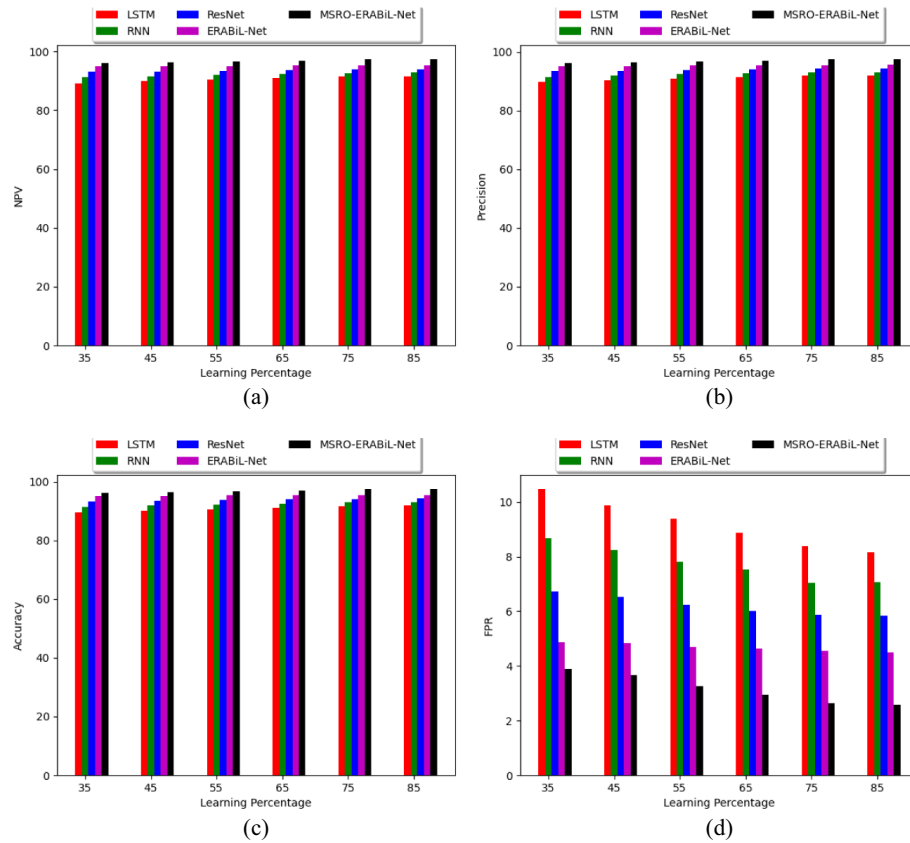 LSTM ResNet MSRO-ERABiL-Net
RNN ERABiL-Net
100
80
60
40
20
0
NPV
35 45 55 65 75 85
Learning Percentage
(a)
LSTM ResNet MSRO-ERABiL-Net
RNN ERABiL-Net
100
80
60
40
20
0
Precision
35 45 55 65 75 85
Learning Percentage
(b)
LSTM ResNet MSRO-ERABiL-Net
RNN ERABiL-Net
100
80
60
40
20
0
Accuracy
35 45 55 65 75 85
Learning Percentage
(c)
LSTM ResNet MSRO-ERABiL-Net
RNN ERABiL-Net
10
8
6
4
2
0
FPR
35 45 55 65 75 85
Learning Percentage
(d)